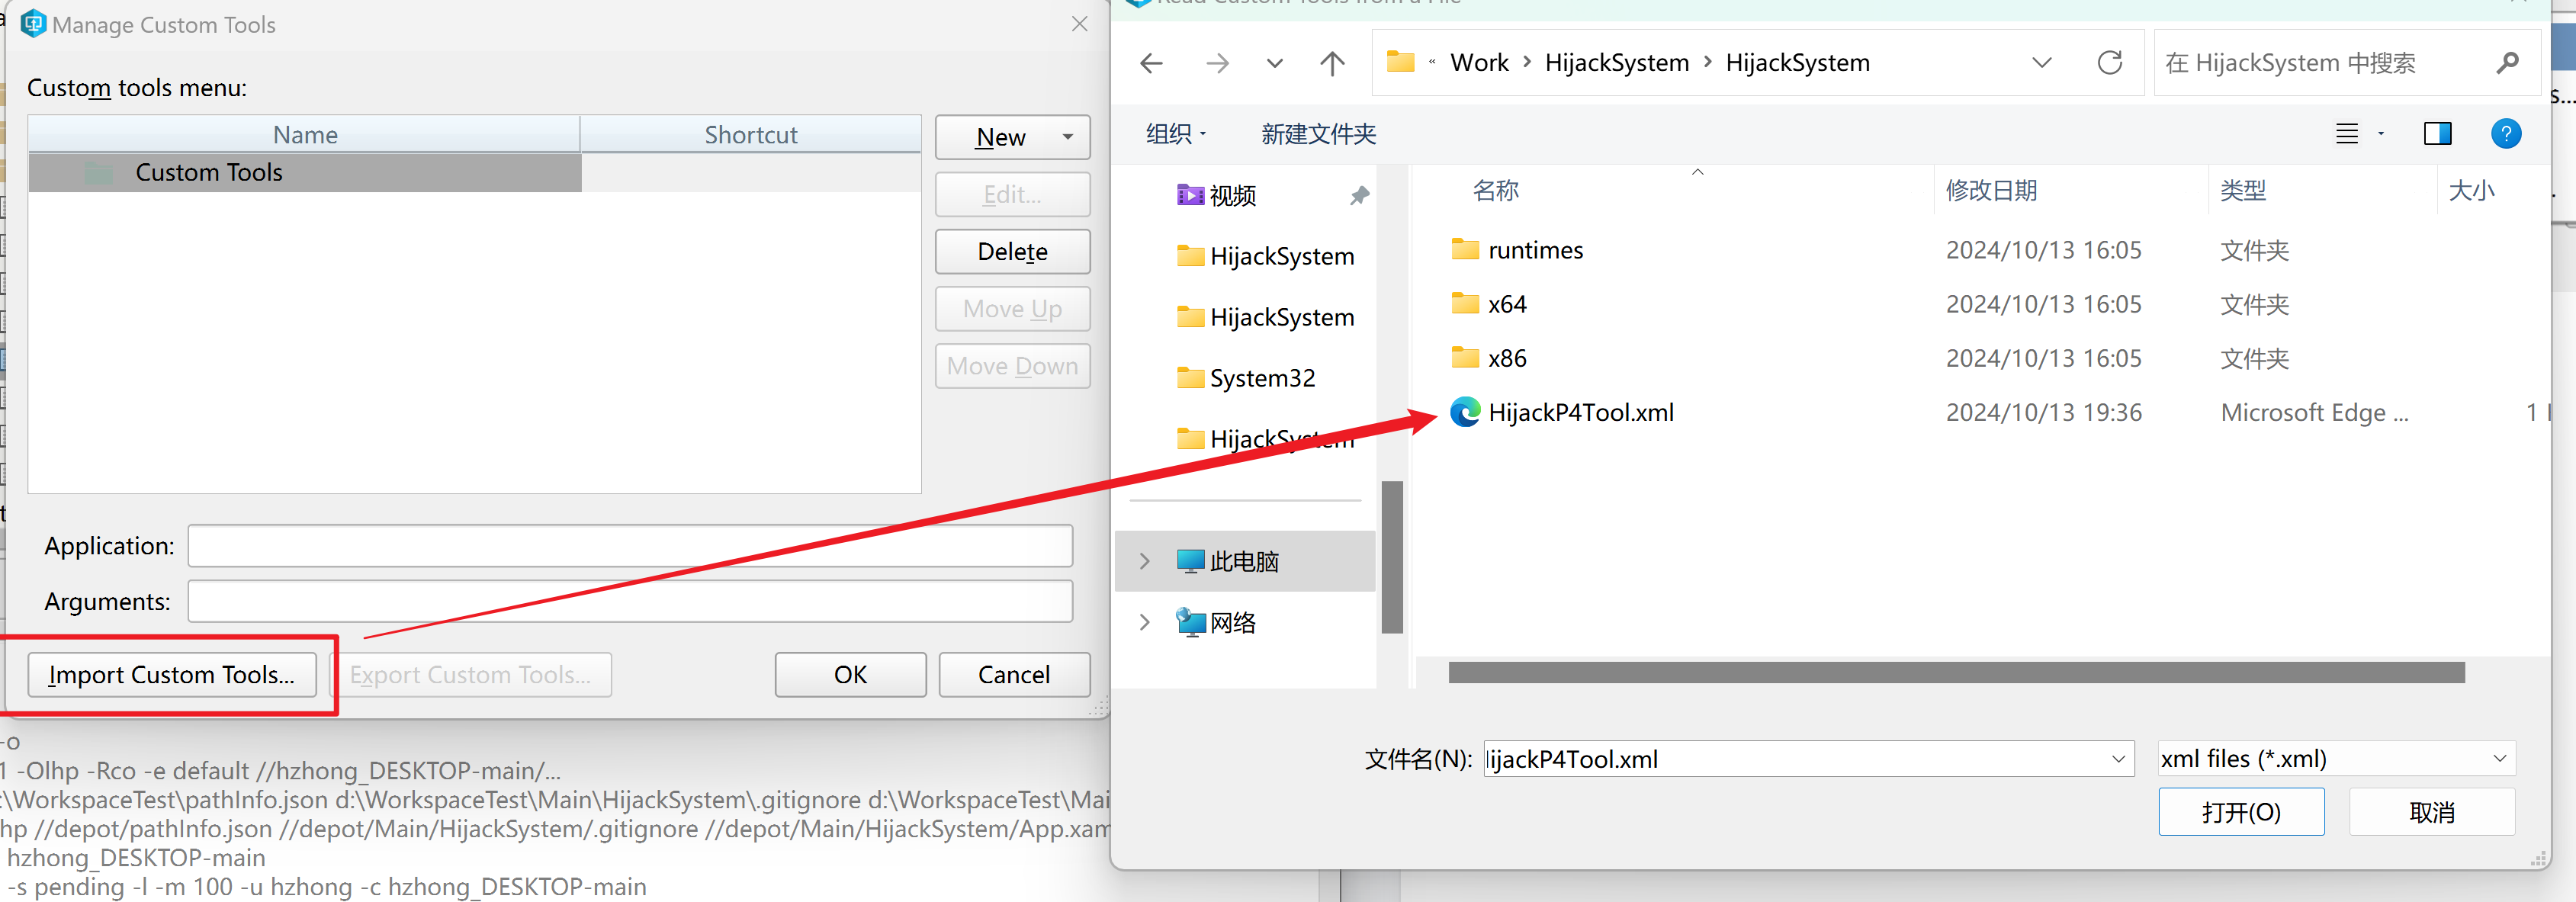 Manage Custom Tools
Custom tools menu:
Name
Shortcut
Custom Tools
New
Edit...
Delete
Move Up
Move Down
Application:
Arguments:
Import Custom Tools...
Export Custom Tools...
OK
Cancel
-o
1 -Olhp -Rco -e default //hzhong_DESKTOP-main/...
:\WorkspaceTest\pathInfo.json d:\WorkspaceTest\Main\HijackSystem\.gitignore d:\WorkspaceTest\Mai
hp //depot/pathInfo.json //depot/Main/HijackSystem/.gitignore //depot/Main/HijackSystem/App.xam
hzhong_DESKTOP-main
-s pending -l -m 100 -u hzhong -c hzhong_DESKTOP-main
Read Custom Tools from a File
« Work > HijackSystem > HijackSystem
在 HijackSystem 中搜索
组织
新建文件夹
视频
HijackSystem
HijackSystem
System32
HijackSystem
此电脑
网络
名称 修改日期 类型 大小
runtimes 2024/10/13 16:05 文件夹
x64 2024/10/13 16:05 文件夹
x86 2024/10/13 16:05 文件夹
HijackP4Tool.xml 2024/10/13 19:36 Microsoft Edge ... 1
文件名(N): ijackP4Tool.xml
xml files (*.xml)
打开(O)
取消